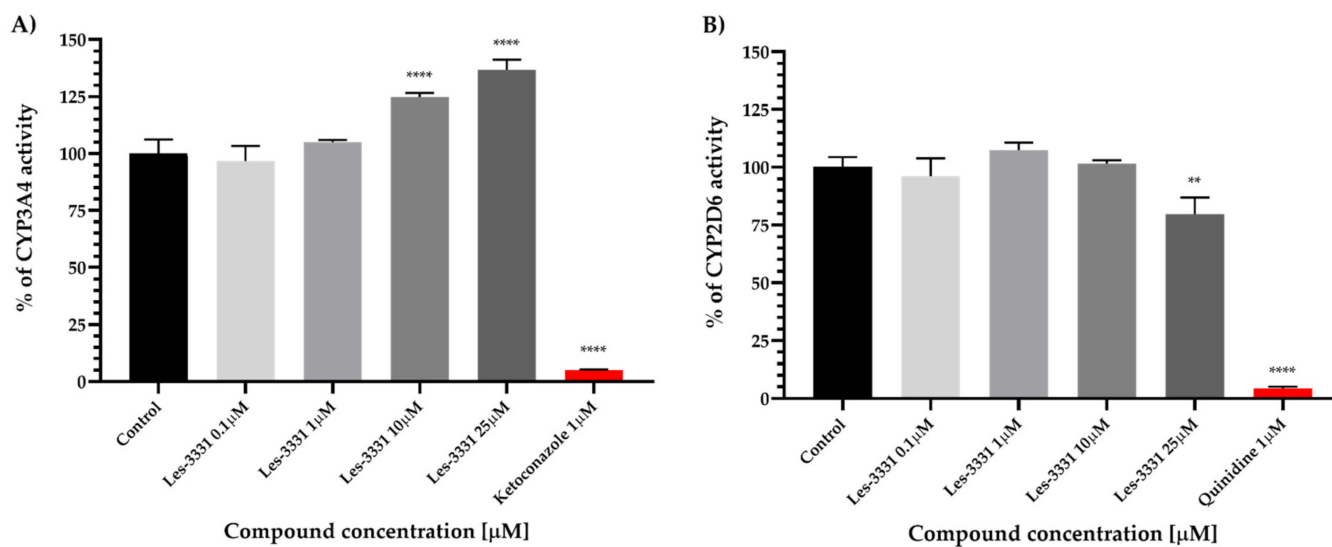 A)
% of CYP3A4 activity
150
125
100
75
50
25
0
****
****
****
Control
Les-3331 0.1μM
Les-3331 1μM
Les-3331 10μM
Les-3331 25μM
Ketoconazole 1μM
Compound concentration [μM]
B)
% of CYP2D6 activity
150
125
100
75
50
25
0
**
****
Control
Les-3331 0.1μM
Les-3331 1μM
Les-3331 10μM
Les-3331 25μM
Quinidine 1μM
Compound concentration [μM]